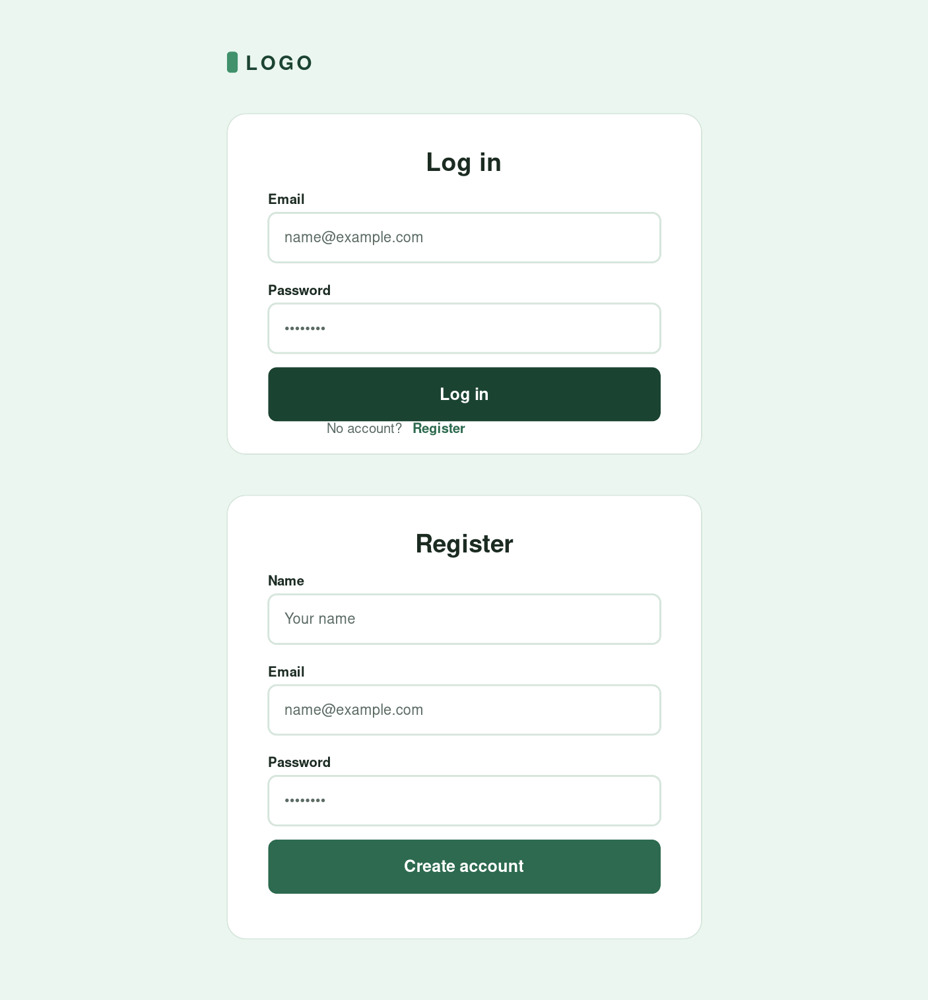 LOGO
Log in
Email
name@example.com
Password
••••••••
Log in
No account? Register
Register
Name
Your name
Email
name@example.com
Password
••••••••
Create account